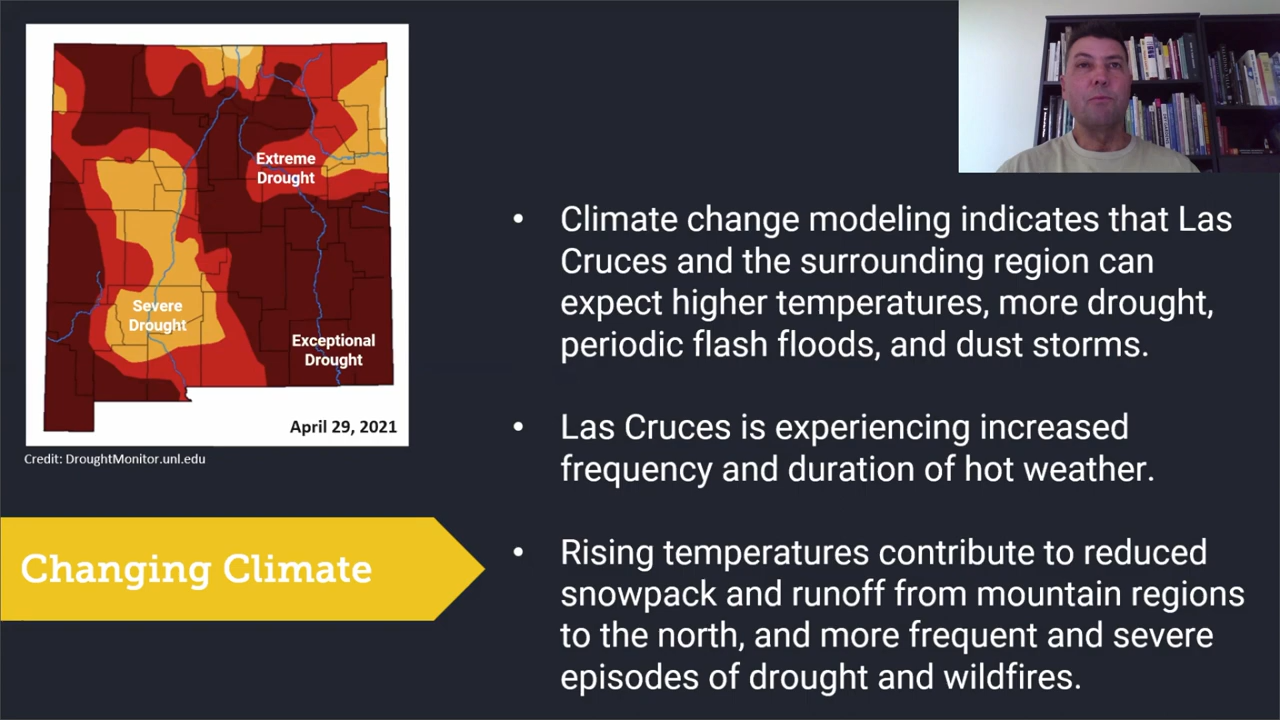 Extreme
Drought
Severe
Drought
Exceptional
Drought
April 29, 2021
Credit: DroughtMonitor.unl.edu
Changing Climate
• Climate change modeling indicates that Las
Cruces and the surrounding region can
expect higher temperatures, more drought,
periodic flash floods, and dust storms.
• Las Cruces is experiencing increased
frequency and duration of hot weather.
• Rising temperatures contribute to reduced
snowpack and runoff from mountain regions
to the north, and more frequent and severe
episodes of drought and wildfires.